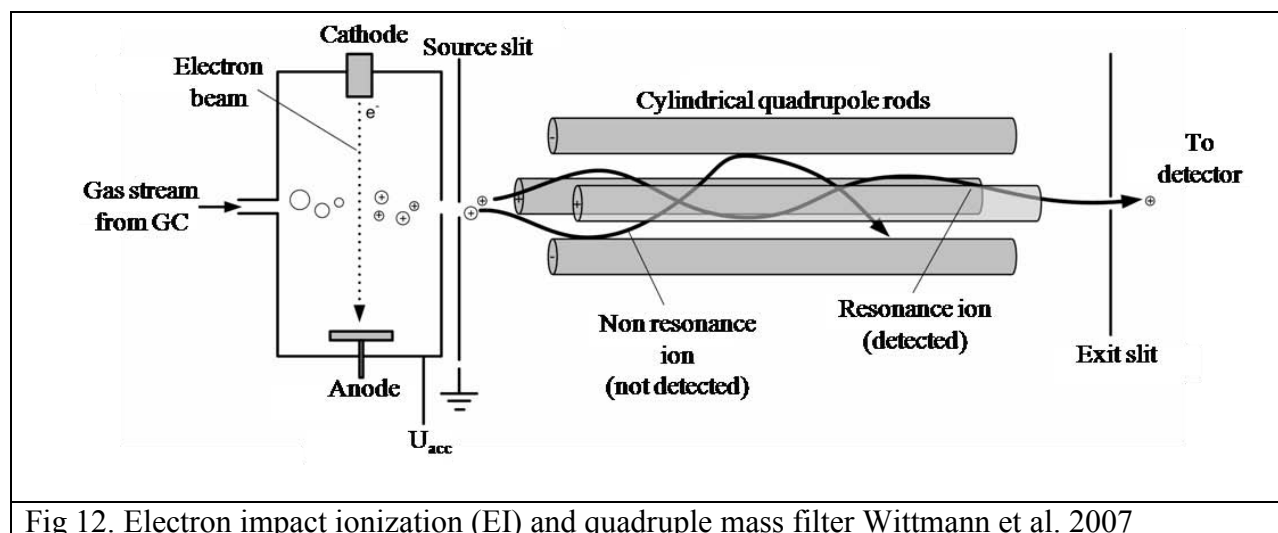 Cathode
Source slit
Electron
beam
e-
Cylindrical quadrupole rods
To
detector
Gas stream
from GC
Non resonance
ion
(not detected)
Resonance ion
(detected)
Exit slit
Anode
Uacc
Fig 12. Electron impact ionization (EI) and quadruple mass filter Wittmann et al. 2007